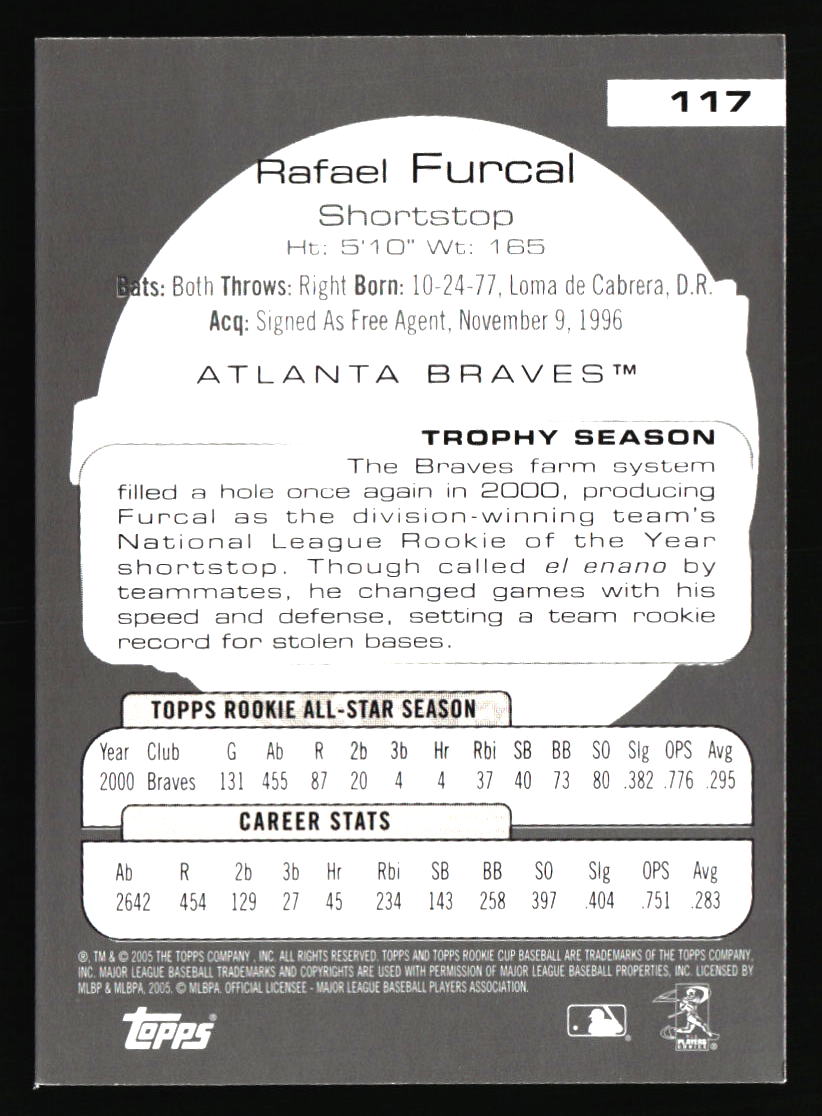 117
Rafael Furcal
Shortstop
Ht: 5'10" Wt: 165
Bats: Both Throws: Right Born: 10-24-77, Loma de Cabrera, D.R.
Acq: Signed As Free Agent, November 9, 1996
ATLANTA BRAVES™
TROPHY SEASON
The Braves farm system
filled a hole once again in 2000, producing
Furcal as the division-winning team's
National League Rookie of the Year
shortstop. Though called el enano by
teammates, he changed games with his
speed and defense, setting a team rookie
record for stolen bases.
TOPPS ROOKIE ALL-STAR SEASON
Year Club G Ab R 2b 3b Hr Rbi SB BB SO Slg OPS Avg
2000 Braves 131 455 87 20 4 4 37 40 73 80 .382 .776 .295
CAREER STATS
Ab R 2b 3b Hr Rbi SB BB SO Slg OPS Avg
2642 454 129 27 45 234 143 258 397 .404 .751 .283
®, TM & © 2005 THE TOPPS COMPANY, INC. ALL RIGHTS RESERVED. TOPPS AND TOPPS ROOKIE CUP BASEBALL ARE TRADEMARKS OF THE TOPPS COMPANY,
INC. MAJOR LEAGUE BASEBALL TRADEMARKS AND COPYRIGHTS ARE USED WITH PERMISSION OF MAJOR LEAGUE BASEBALL PROPERTIES, INC. LICENSED BY
MLBP & MLBPA, 2005. © MLBPA. OFFICIAL LICENSEE - MAJOR LEAGUE BASEBALL PLAYERS ASSOCIATION.
Topps®
PLAYERS
CHOICE®